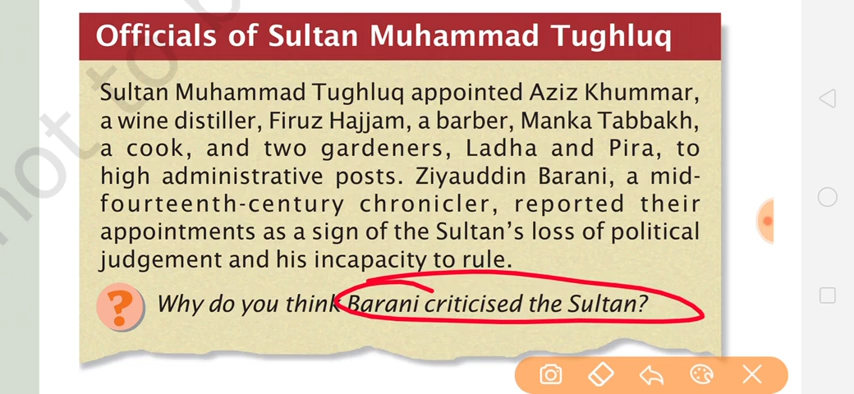 Officials of Sultan Muhammad Tughluq
Sultan Muhammad Tughluq appointed Aziz Khummar,
a wine distiller, Firuz Hajjam, a barber, Manka Tabbakh,
a cook, and two gardeners, Ladha and Pira, to
high administrative posts. Ziyauddin Barani, a mid-
fourteenth-century chronicler, reported their
appointments as a sign of the Sultan's loss of political
judgement and his incapacity to rule.
? Why do you think Barani criticised the Sultan?
not to b